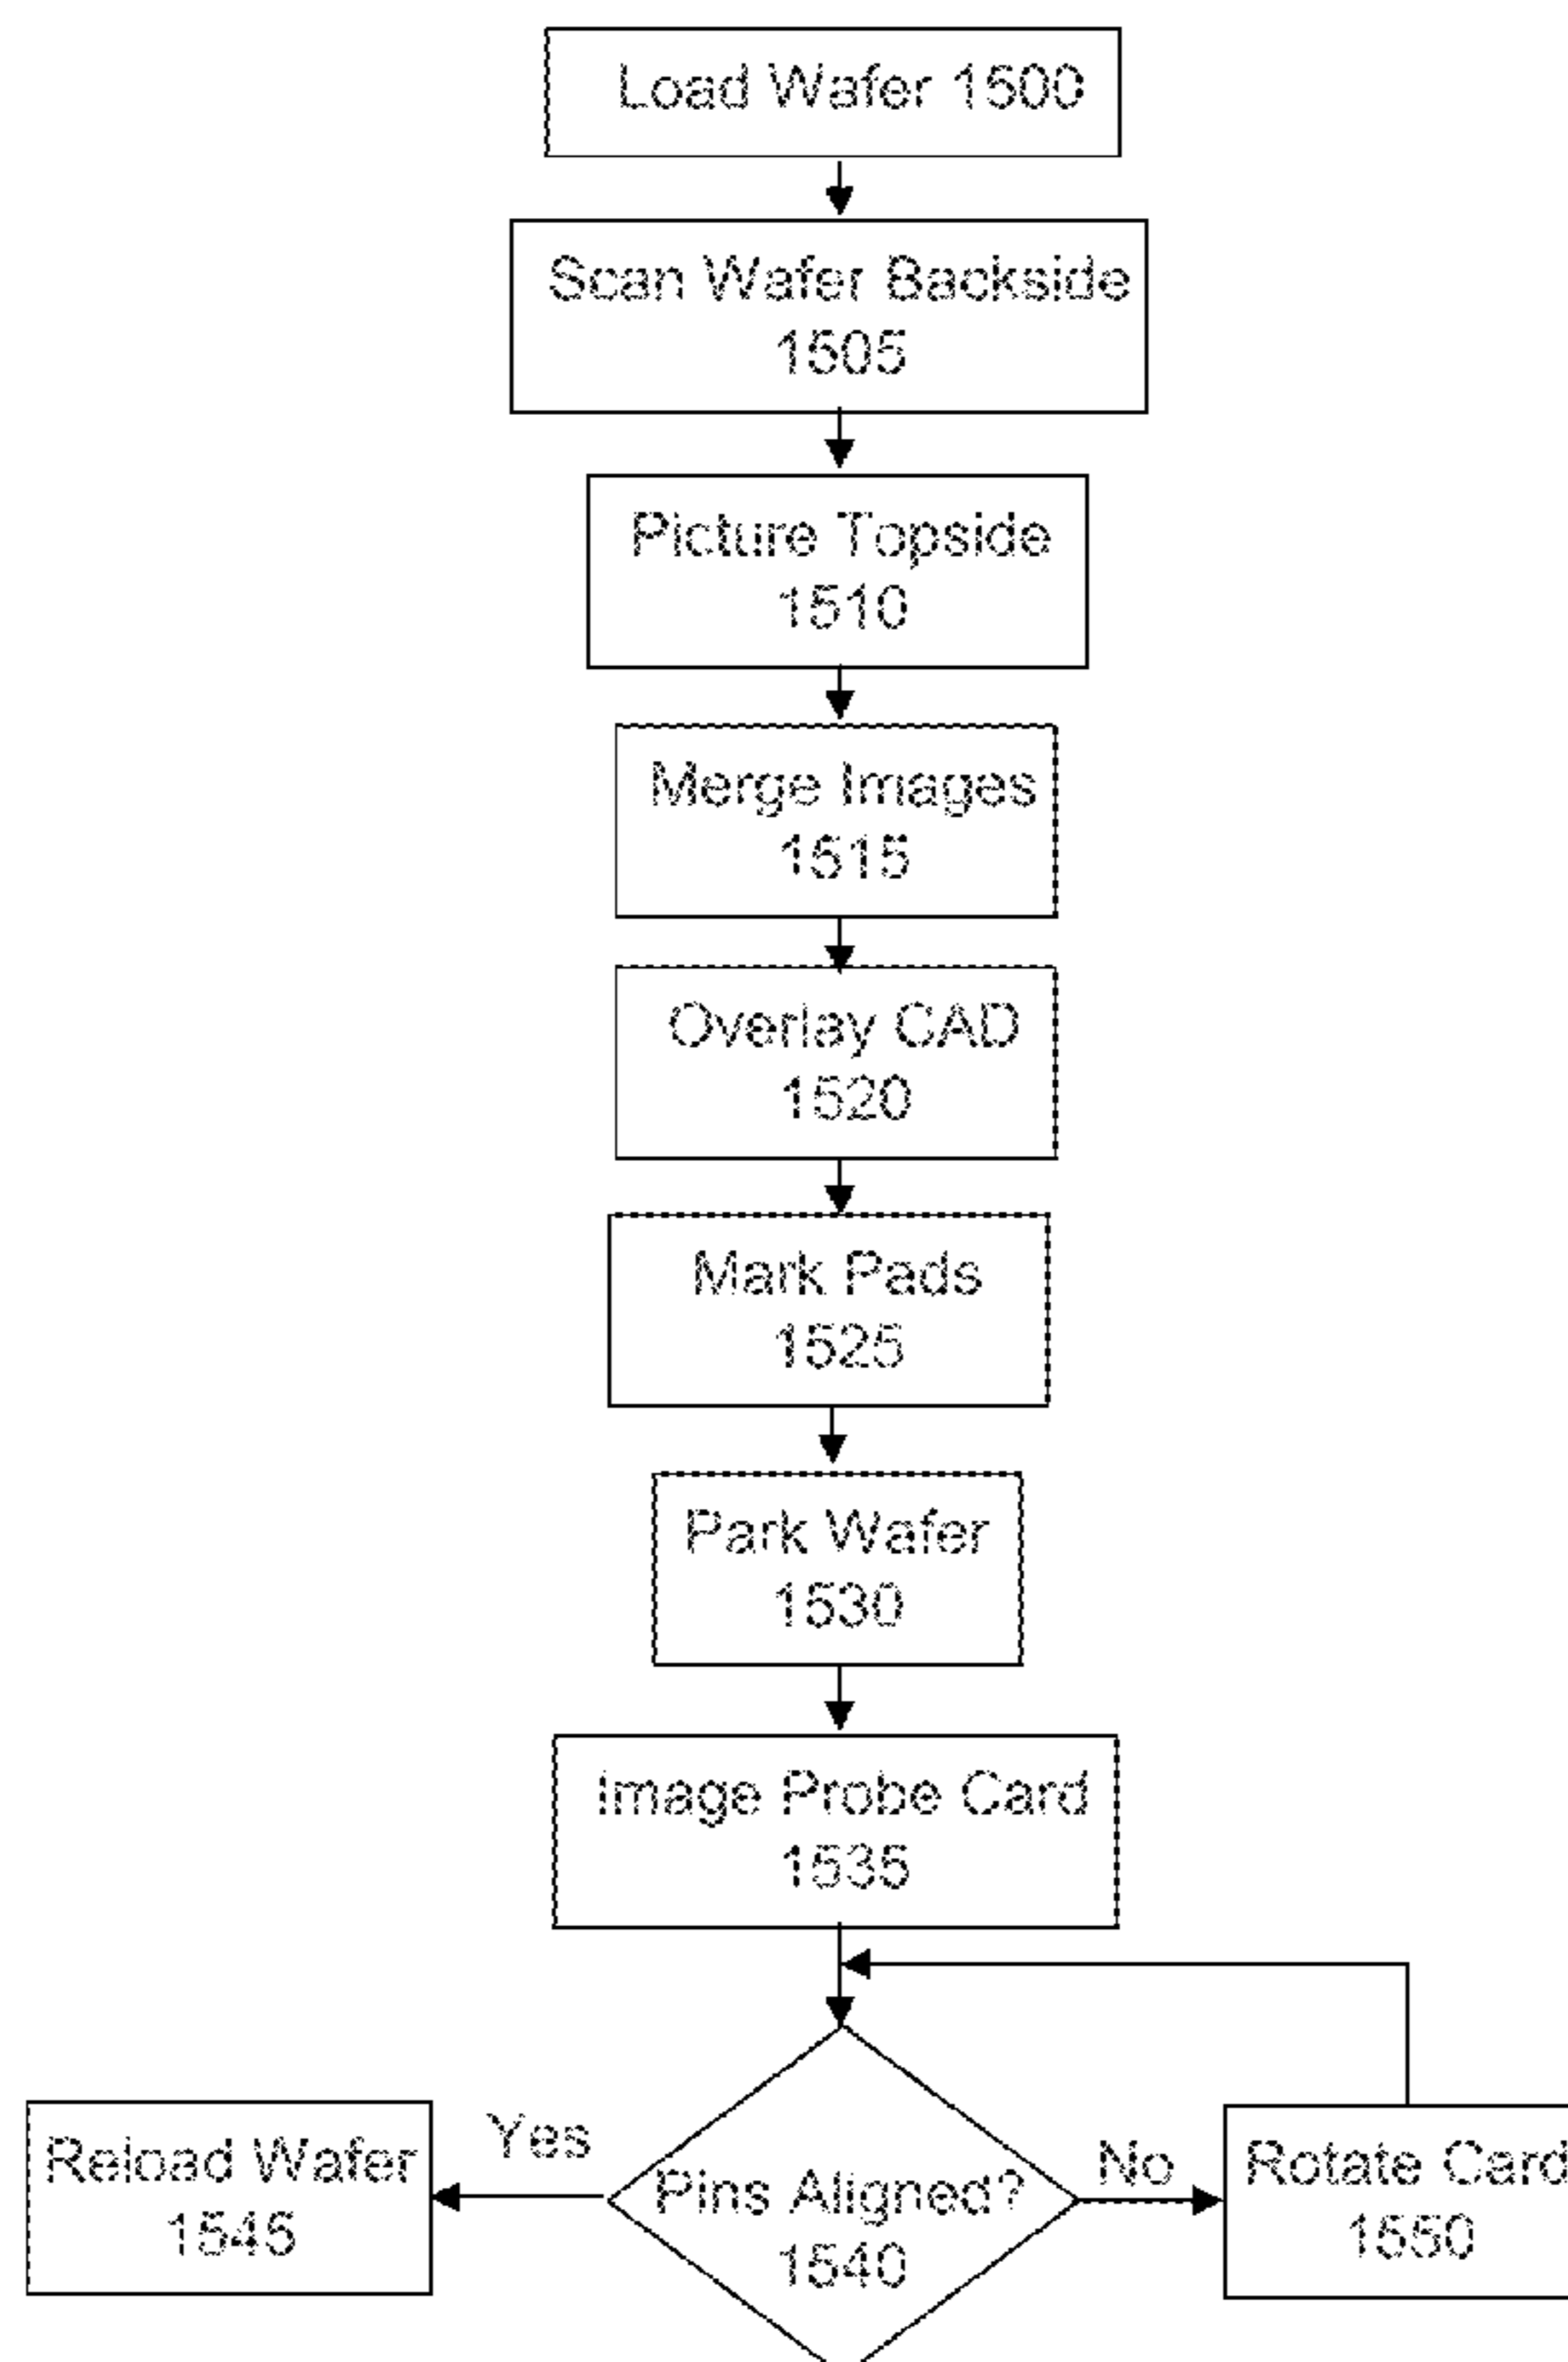 Load Wafer 1500
Scan Wafer Backside
1505
Picture Topside
1510
Merge Images
1515
Overlay CAD
1520
Mark Pads
1525
Park Wafer
1530
Image Probe Card
1535
Yes
No
Reload Wafer
1545
Pins Aligned?
1540
Rotate Card
1550